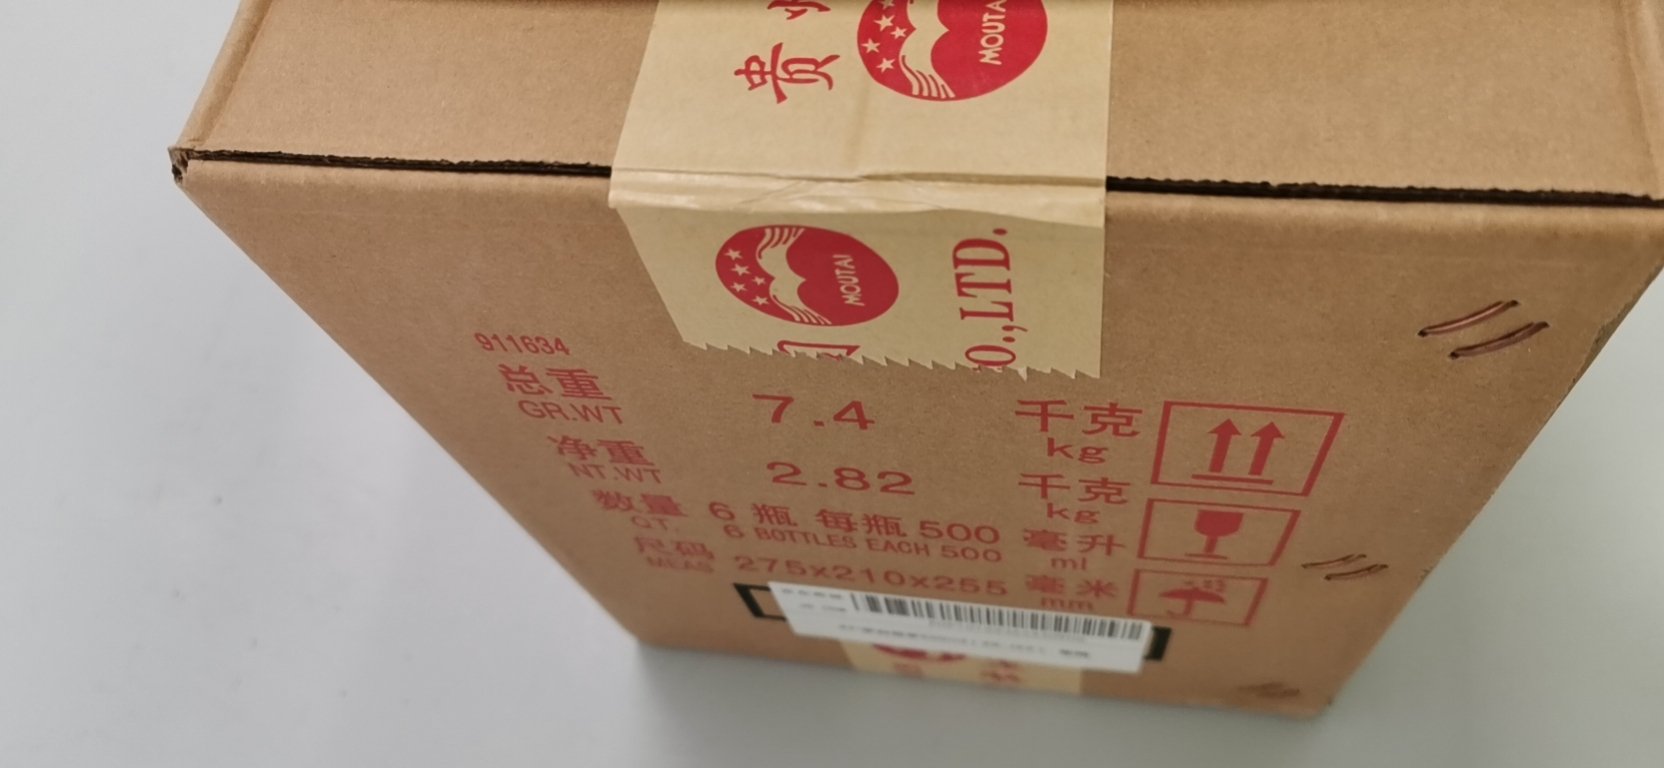 贵
MOUTAI
MOUTAI
O.,LTD.
911634
总重 7.4 千克
GR.WT kg
净重 2.82 千克
NT.WT kg
数量 6 瓶 每瓶 500 毫升
QT. 6 BOTTLES EACH 500 ml
尺码 275x210x255 毫米
MEAS mm